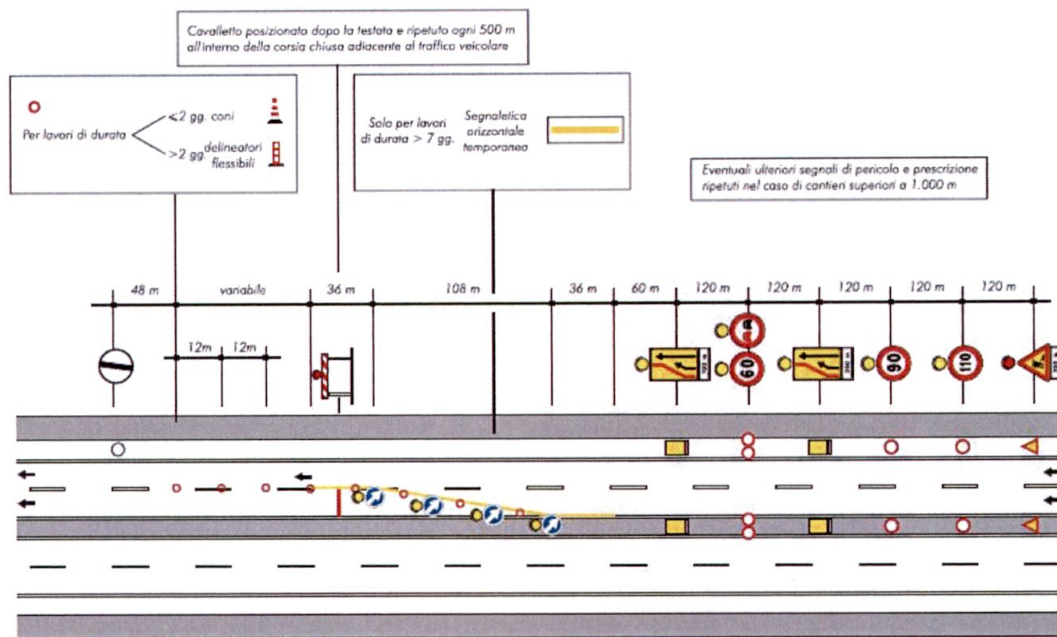 Cavalletto posizionato dopo la testata e ripetuto ogni 500 m
all'interno della corsia chiusa adiacente al traffico veicolare
Per lavori di durata
≤2 gg. coni
>2 gg. delineatori
flessibili
Solo per lavori
di durata > 7 gg.
Segnaletica
orizzontale
temporanea
Eventuali ulteriori segnali di pericolo e prescrizione
ripetuti nel caso di cantieri superiori a 1.000 m
48 m
variabile
36 m
108 m
36 m
60 m
120 m
120 m
120 m
120 m
120 m
12m
12m
60
90
110